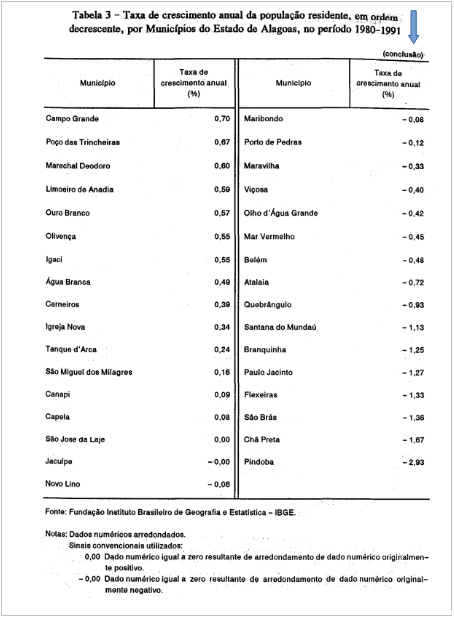 Tabela 3 – Taxa de crescimento anual da população residente, em ordem
decrescente, por Municípios do Estado de Alagoas, no período 1980-1991
(conclusão)
Município
Taxa de
crescimento anual
(%)
Município
Taxa de
crescimento anual
(%)
Campo Grande 0,70 Maribondo – 0,08
Poço das Trincheiras 0,67 Porto de Pedras – 0,12
Marechal Deodoro 0,60 Maravilha – 0,33
Limoeiro de Anadia 0,59 Viçosa – 0,40
Ouro Branco 0,57 Olho d'Água Grande – 0,42
Olivença 0,55 Mar Vermelho – 0,45
Igaci 0,55 Belém – 0,48
Água Branca 0,49 Atalaia – 0,72
Carneiros 0,39 Quebrângulo – 0,93
Igreja Nova 0,34 Santana do Mundaú – 1,13
Tanque d'Arca 0,24 Branquinha – 1,25
São Miguel dos Milagres 0,16 Paulo Jacinto – 1,27
Canapi 0,09 Flexeiras – 1,33
Capela 0,08 São Brás – 1,36
São José da Laje 0,00 Chã Preta – 1,67
Jacuípe – 0,00 Pindoba – 2,93
Novo Lino – 0,06
Fonte: Fundação Instituto Brasileiro de Geografia e Estatística – IBGE.
Notas: Dados numéricos arredondados.
Sinais convencionais utilizados:
0,00 Dado numérico igual a zero resultante de arredondamento de dado numérico originalmen-
te positivo.
– 0,00 Dado numérico igual a zero resultante de arredondamento de dado numérico original-
mente negativo.